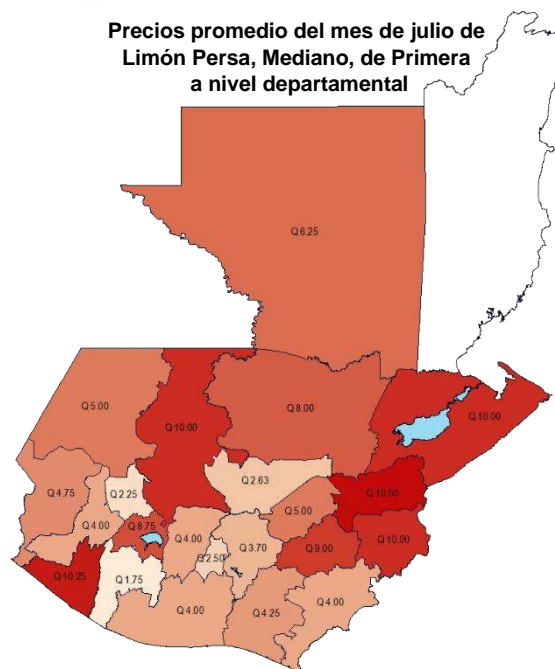 Precios promedio del mes de julio de
Limón Persa, Mediano, de Primera
a nivel departamental
Q 6.25
Q 5.00
Q 10.00
Q 8.00
Q 10.00
Q 4.75
Q 2.25
Q 2.63
Q 10.50
Q 4.00
Q 8.75
Q 4.00
Q 5.00
Q 3.70
Q 2.50
Q 9.00
Q 10.00
Q 10.25
Q 1.75
Q 4.00
Q 4.25
Q 4.00